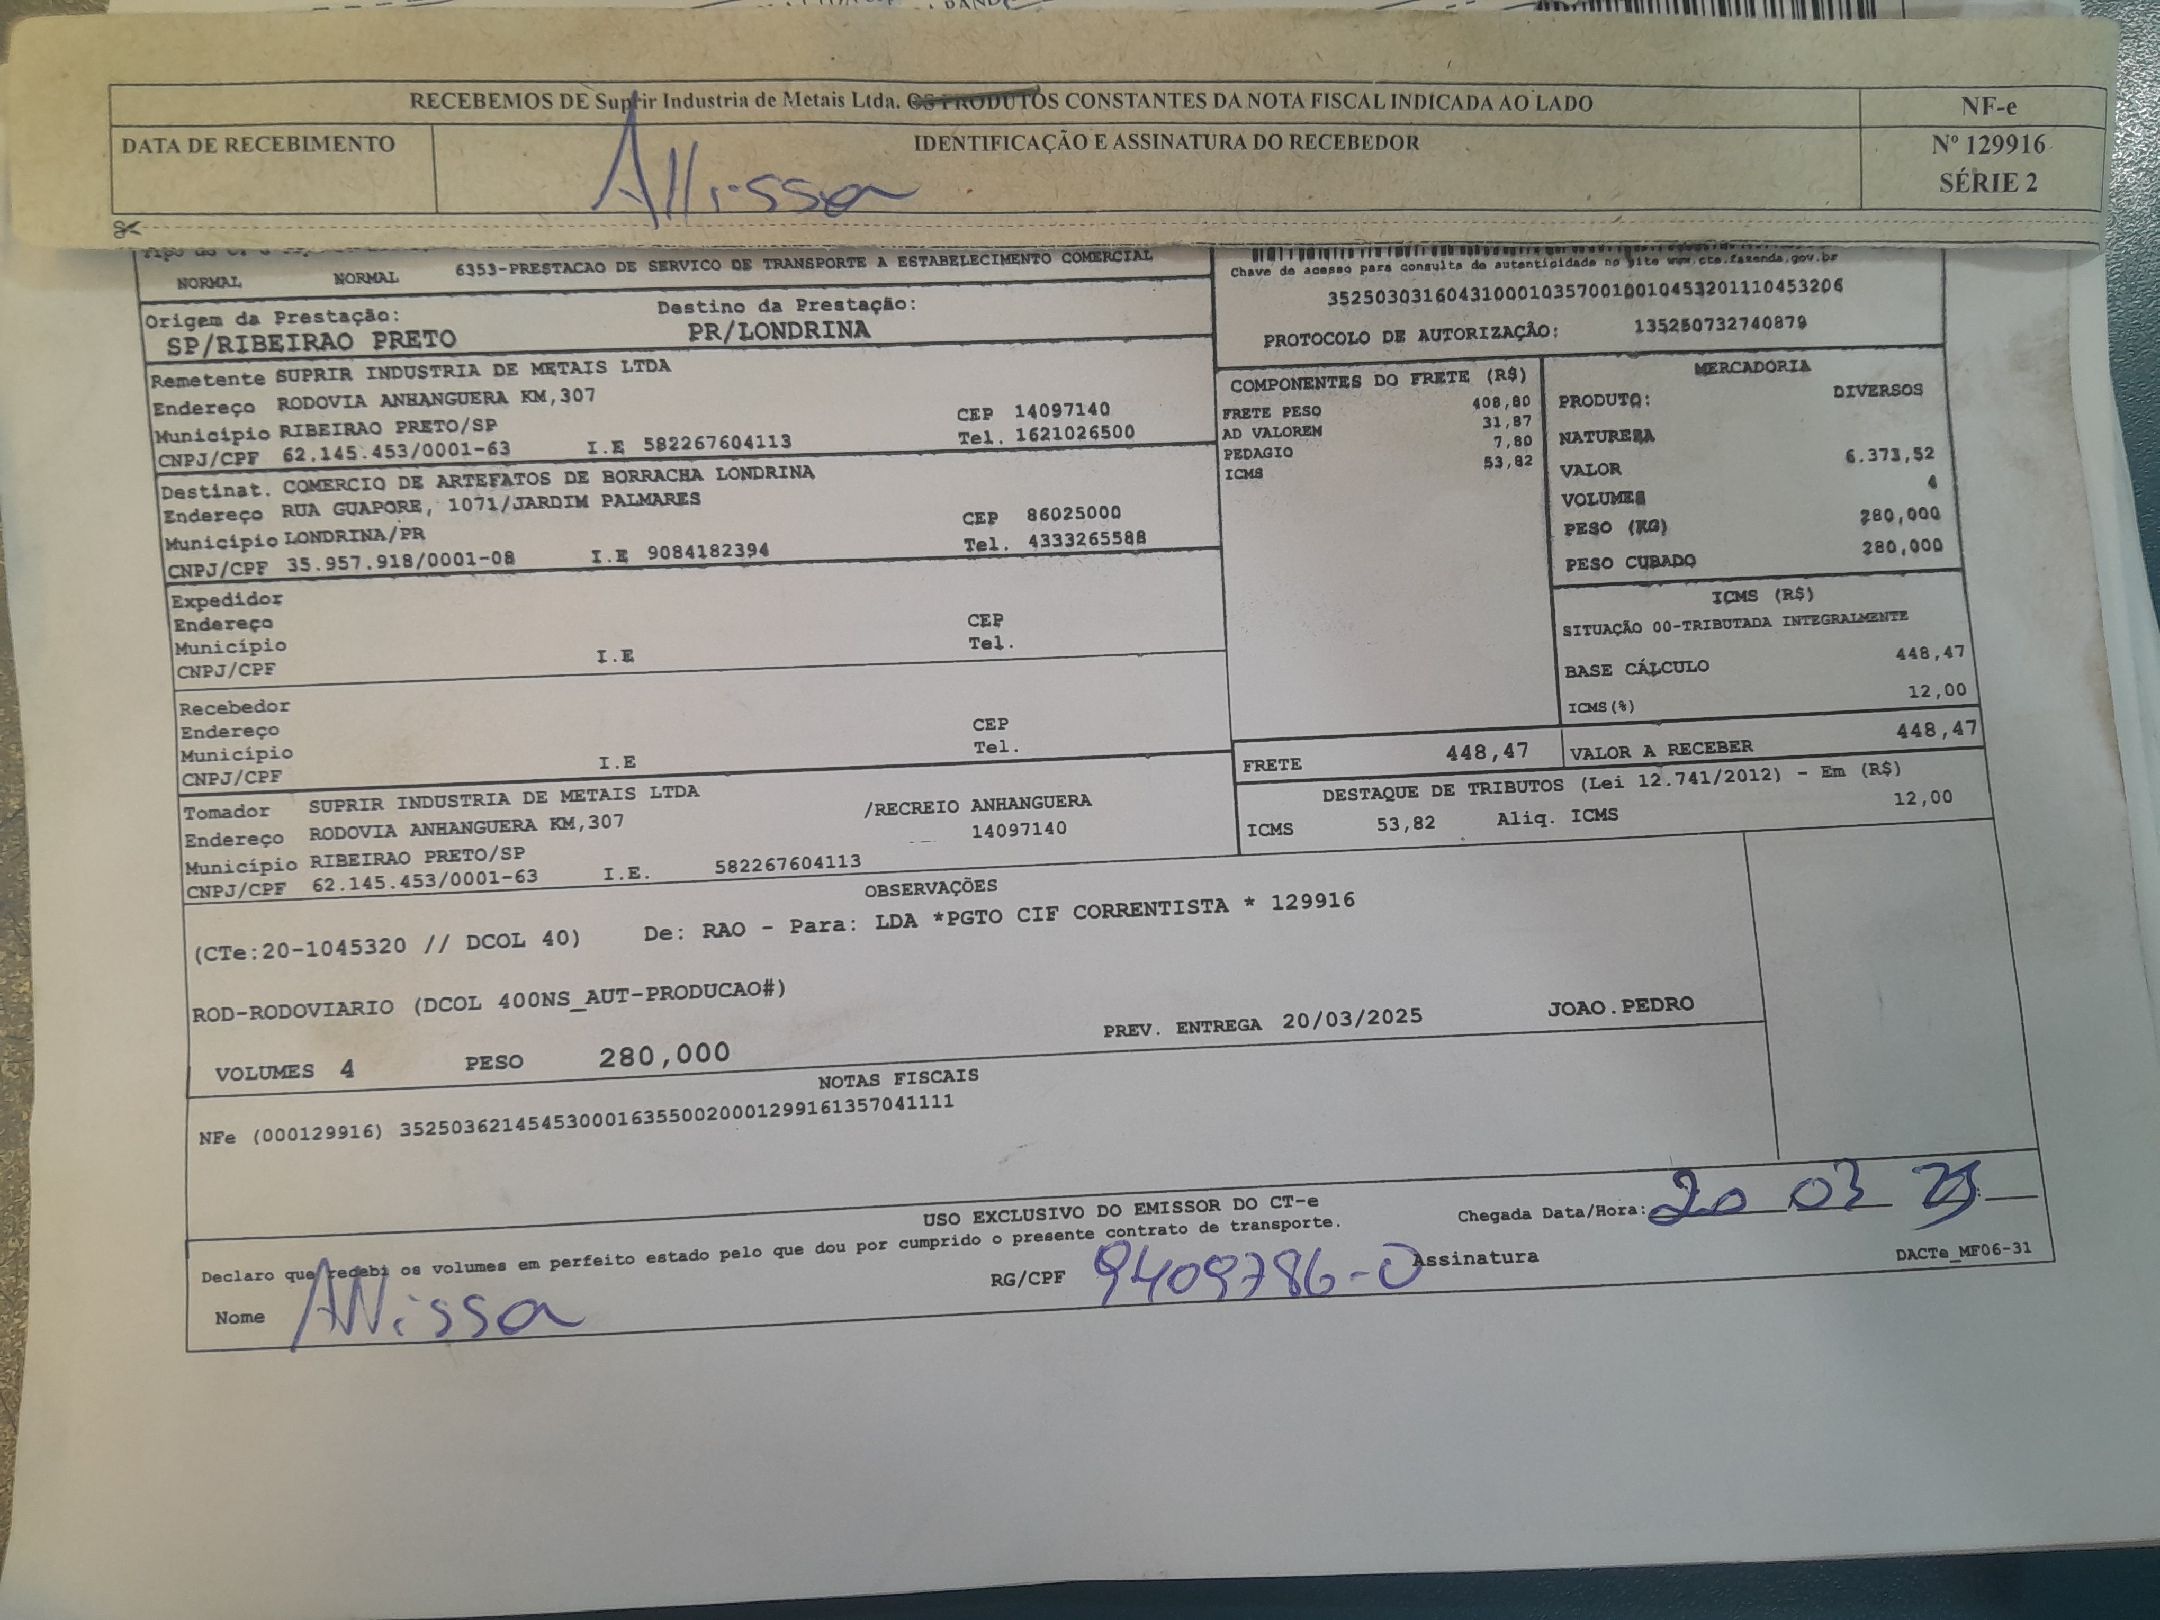 RECEBEMOS DE Suprir Industria de Metais Ltda. OS PRODUTOS CONSTANTES DA NOTA FISCAL INDICADA AO LADO
NF-e
Nº 129916
SÉRIE 2
DATA DE RECEBIMENTO
IDENTIFICAÇÃO E ASSINATURA DO RECEBEDOR
Allissa
NORMAL NORMAL 6353-PRESTACAO DE SERVICO DE TRANSPORTE A ESTABELECIMENTO COMERCIAL
Chave de acesso para consulta de autenticidade no site www.cte.fazenda.gov.br
35250303160431000103570010010453201110453206
PROTOCOLO DE AUTORIZAÇÃO: 135250732740879
Origem da Prestação: Destino da Prestação:
SP/RIBEIRAO PRETO PR/LONDRINA
Remetente SUPRIR INDUSTRIA DE METAIS LTDA
Endereço RODOVIA ANHANGUERA KM,307
CEP 14097140
Município RIBEIRAO PRETO/SP
Tel. 1621026500
CNPJ/CPF 62.145.453/0001-63 I.E 582267604113
Destinat. COMERCIO DE ARTEFATOS DE BORRACHA LONDRINA
Endereço RUA GUAPORE, 1071/JARDIM PALMARES
CEP 86025000
Município LONDRINA/PR
Tel. 4333265588
CNPJ/CPF 35.957.918/0001-08 I.E 9084182394
Expedidor
Endereço CEP
Município Tel.
CNPJ/CPF I.E
Recebedor
Endereço CEP
Município Tel.
CNPJ/CPF I.E
Tomador SUPRIR INDUSTRIA DE METAIS LTDA
Endereço RODOVIA ANHANGUERA KM,307 /RECREIO ANHANGUERA
Município RIBEIRAO PRETO/SP 14097140
CNPJ/CPF 62.145.453/0001-63 I.E. 582267604113
COMPONENTES DO FRETE (R$)
FRETE PESO 408,80
AD VALOREM 31,87
PEDAGIO 7,80
ICMS 53,82
MERCADORIA
PRODUTO: DIVERSOS
NATUREZA
VALOR 6.373,52
VOLUMES 4
PESO (KG) 280,000
PESO CUBADO 280,000
ICMS (R$)
SITUAÇÃO 00-TRIBUTADA INTEGRALMENTE
BASE CÁLCULO 448,47
ICMS(%) 12,00
FRETE 448,47 VALOR A RECEBER 448,47
DESTAQUE DE TRIBUTOS (Lei 12.741/2012) - Em (R$)
ICMS 53,82 Aliq. ICMS 12,00
OBSERVAÇÕES
(CTe:20-1045320 // DCOL 40) De: RAO - Para: LDA *PGTO CIF CORRENTISTA * 129916
ROD-RODOVIARIO (DCOL 400NS_AUT-PRODUCAO#)
PREV. ENTREGA 20/03/2025 JOAO.PEDRO
VOLUMES 4 PESO 280,000
NOTAS FISCAIS
NFe (000129916) 35250362145453000163550020001299161357041111
USO EXCLUSIVO DO EMISSOR DO CT-e
Declaro que recebi os volumes em perfeito estado pelo que dou por cumprido o presente contrato de transporte.
Chegada Data/Hora: 20 03 25
Nome Allissa RG/CPF 9409786-0 Assinatura
DACTe_MF06-31